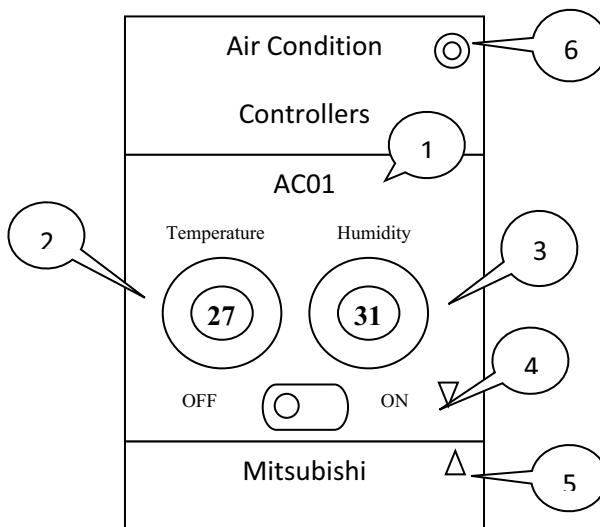 Air Condition
6
Controllers
1
AC01
2
Temperature Humidity
3
27 31
4
OFF ON
Mitsubishi
5